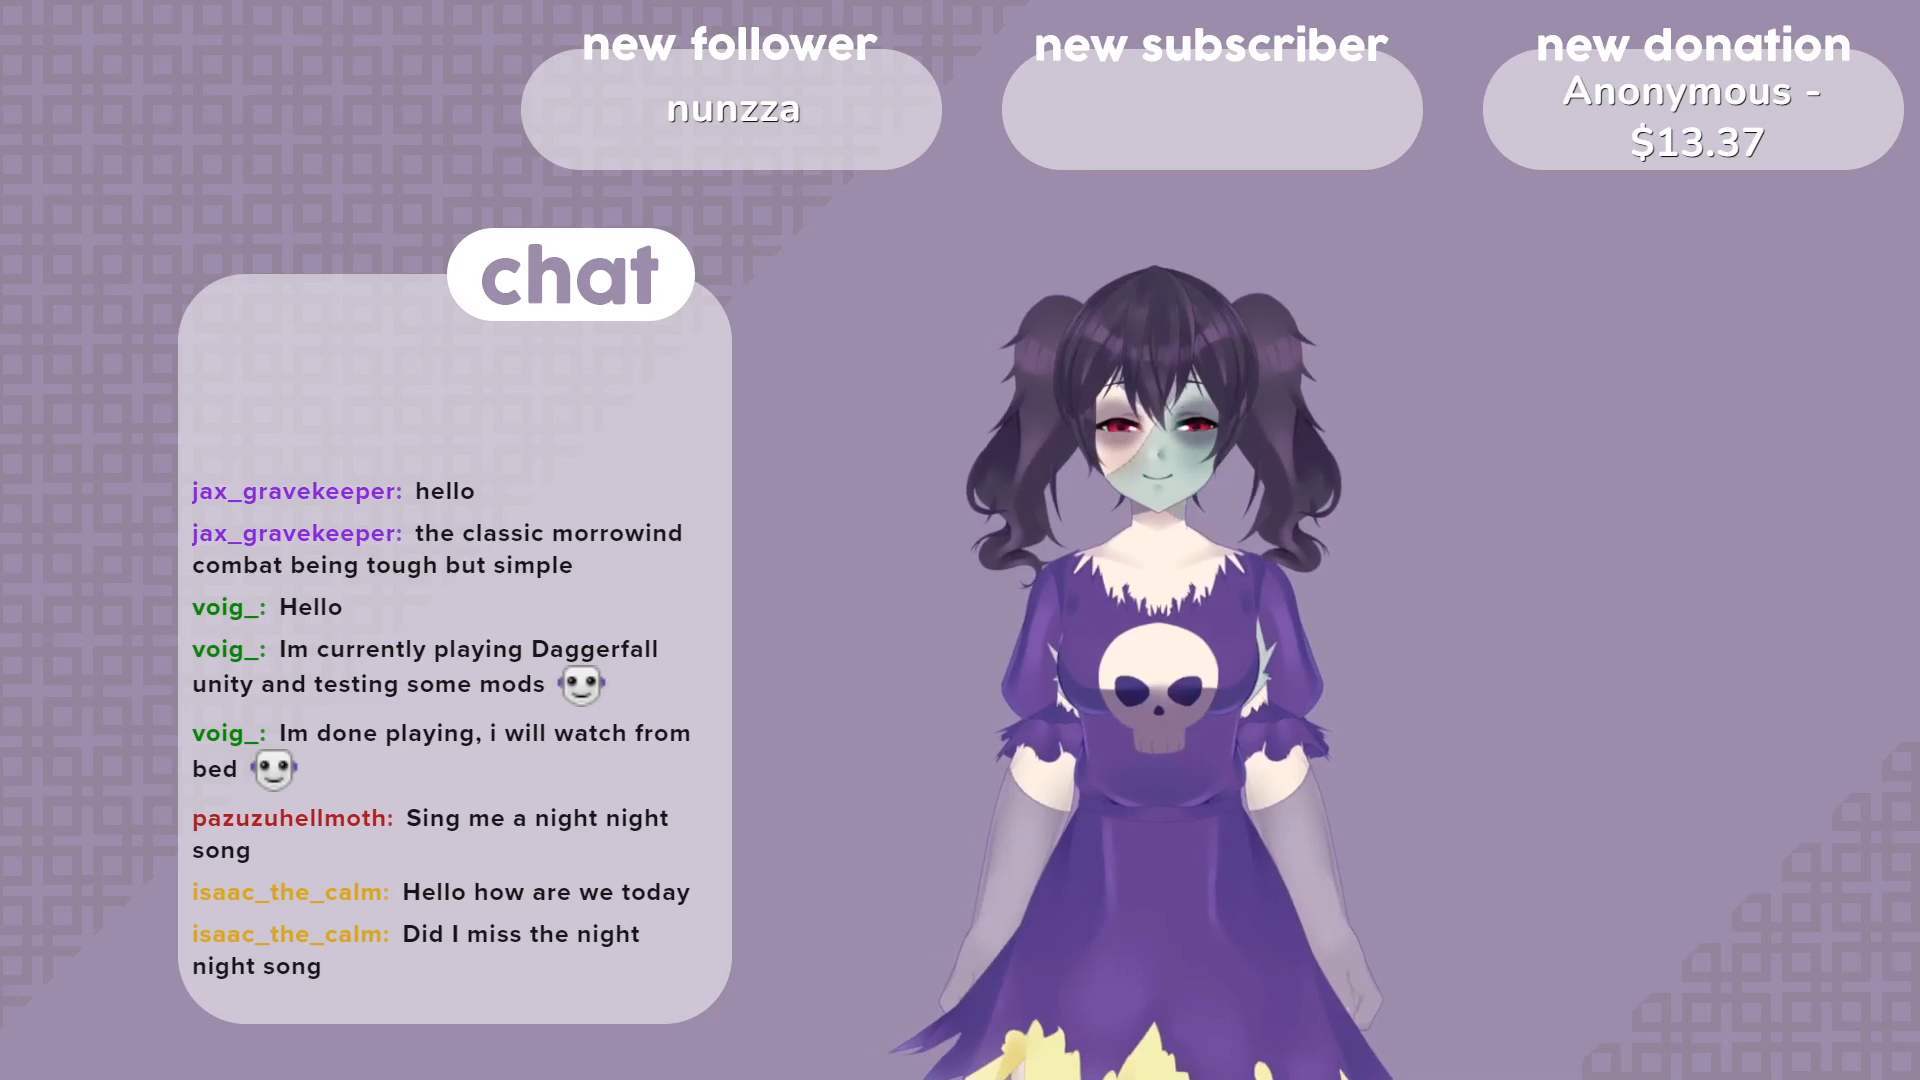 new follower
nunzza
new subscriber
new donation
Anonymous -
$13.37
chat
jax_gravekeeper: hello
jax_gravekeeper: the classic morrowind
combat being tough but simple
voig_: Hello
voig_: Im currently playing Daggerfall
unity and testing some mods
voig_: Im done playing, i will watch from
bed
pazuzuhellmoth: Sing me a night night
song
isaac_the_calm: Hello how are we today
isaac_the_calm: Did I miss the night
night song